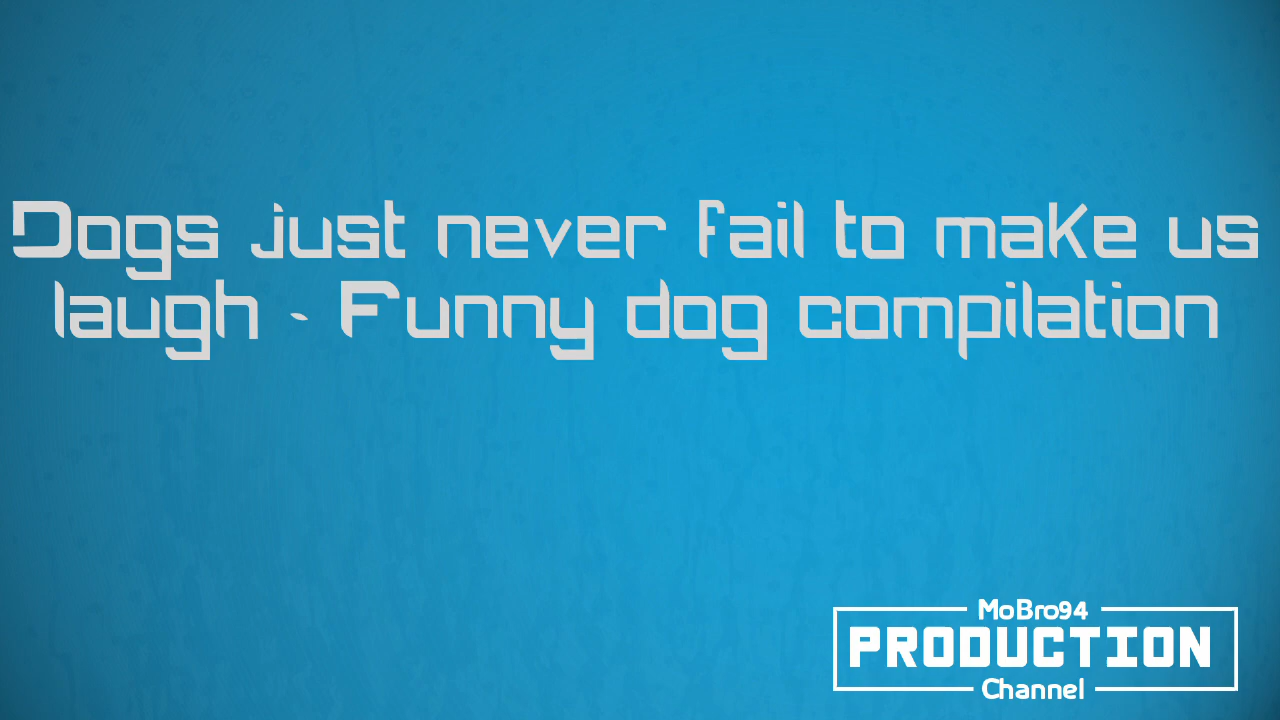 Dogs just never fail to make us
laugh - Funny dog compilation
MoBro94
PRODUCTION
Channel